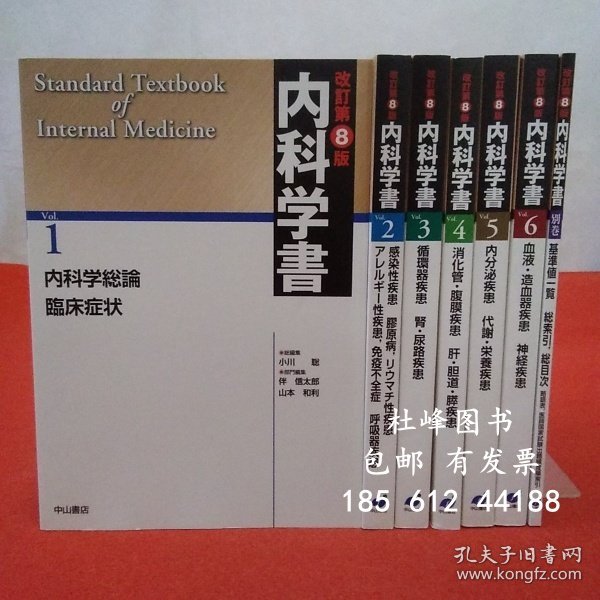 Standard Textbook
of
Internal Medicine
改訂第8版
内科学書
Vol.
1
内科学総論
臨床症状
●総編集
小川 聡
●部門編集
伴 信太郎
山本 和利
中山書店
改訂第8版
内科学書
Vol.
2
感染性疾患 膠原病・リウマチ性疾患
アレルギー性疾患,免疫不全症 呼吸器疾患
改訂第8版
内科学書
Vol.
3
循環器疾患 腎・尿路疾患
改訂第8版
内科学書
Vol.
4
消化管・腹膜疾患 肝・胆道・膵疾患
改訂第8版
内科学書
Vol.
5
内分泌疾患 代謝・栄養疾患
改訂第8版
内科学書
Vol.
6
血液・造血器疾患 神経疾患
改訂第8版
内科学書
別巻
基準値一覧 総索引,総目次
杜峰图书
包邮 有发票
185 612 44188
孔夫子旧书网
www.kongfz.com